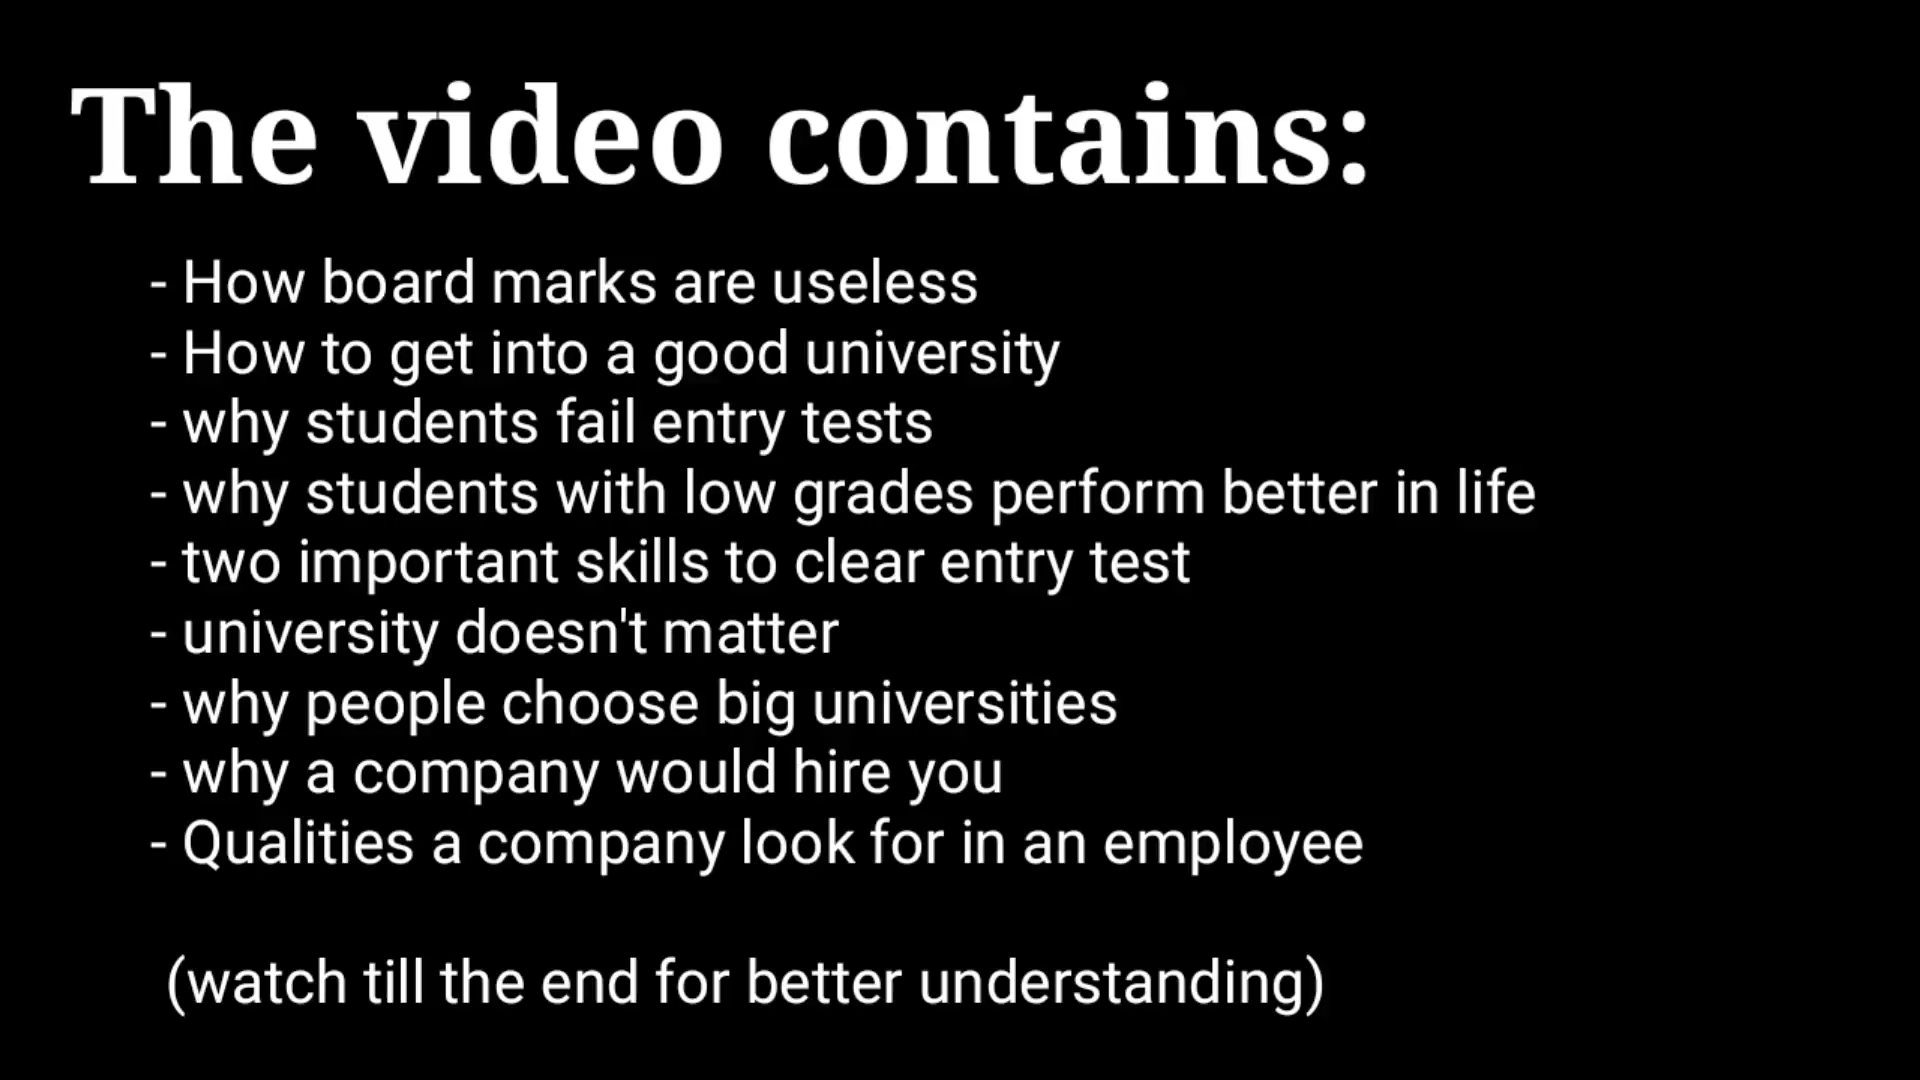 The video contains:
- How board marks are useless
- How to get into a good university
- why students fail entry tests
- why students with low grades perform better in life
- two important skills to clear entry test
- university doesn't matter
- why people choose big universities
- why a company would hire you
- Qualities a company look for in an employee
(watch till the end for better understanding)